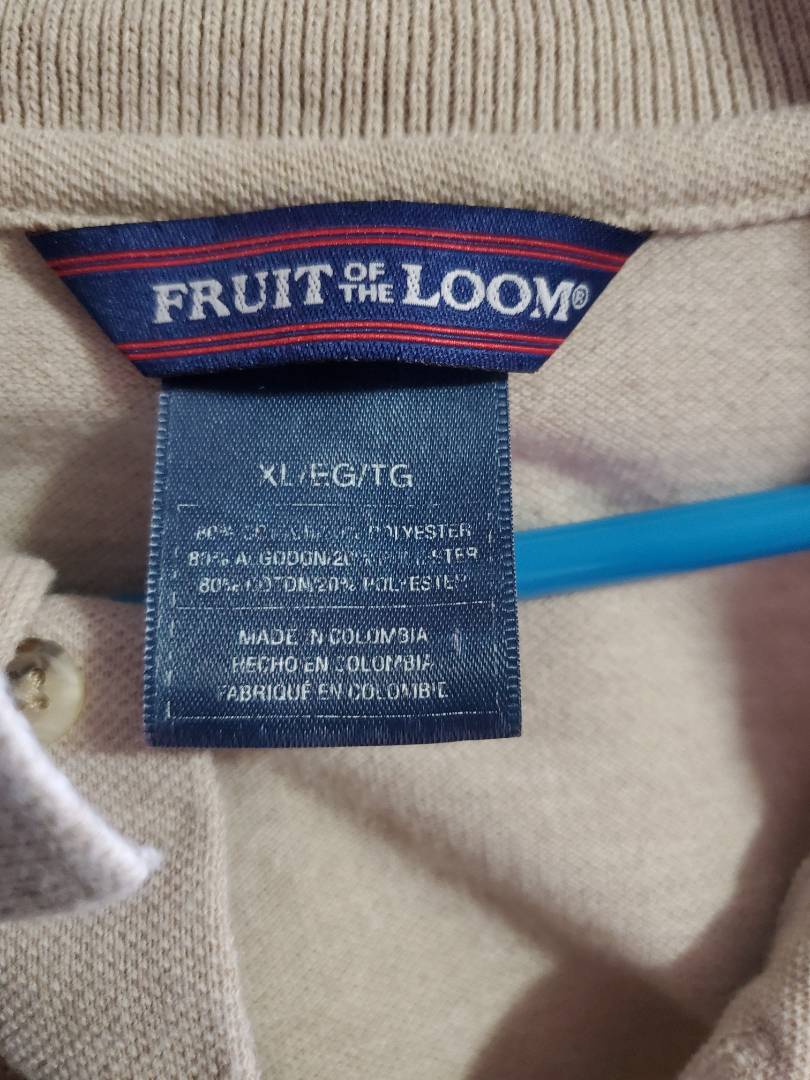 FRUIT OF THE LOOM®
XL/EG/TG
80% POLYESTER
80% ALGODON/20%
80% COTON/20% POLYESTER
MADE IN COLOMBIA
HECHO EN COLOMBIA
FABRIQUÉ EN COLOMBIE